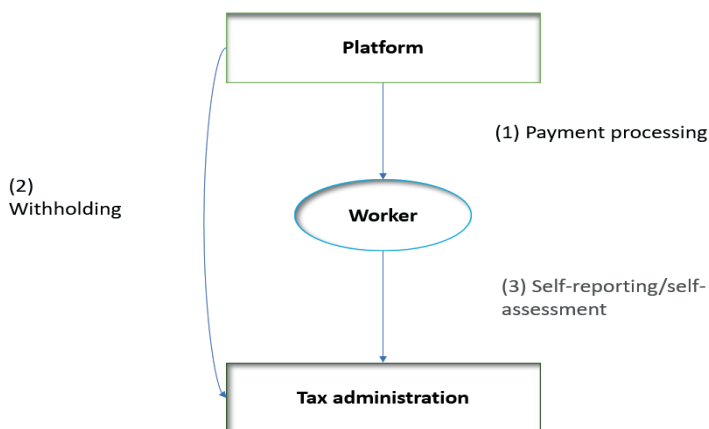 Platform
(1) Payment processing
(2)
Withholding
Worker
(3) Self-reporting/self-
assessment
Tax administration